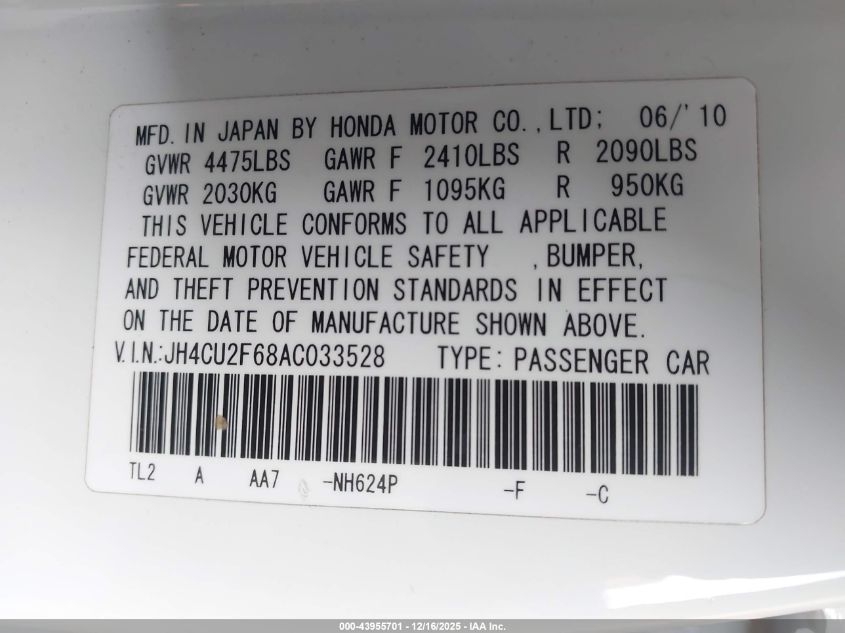 MFD. IN JAPAN BY HONDA MOTOR CO., LTD; 06/'10
GVWR 4475LBS GAWR F 2410LBS R 2090LBS
GVWR 2030KG GAWR F 1095KG R 950KG
THIS VEHICLE CONFORMS TO ALL APPLICABLE
FEDERAL MOTOR VEHICLE SAFETY , BUMPER,
AND THEFT PREVENTION STANDARDS IN EFFECT
ON THE DATE OF MANUFACTURE SHOWN ABOVE.
V.I.N.:JH4CU2F68AC033528 TYPE: PASSENGER CAR
TL2 A AA7 -NH624P -F -C
000-43955701 - 12/16/2025 - IAA Inc.